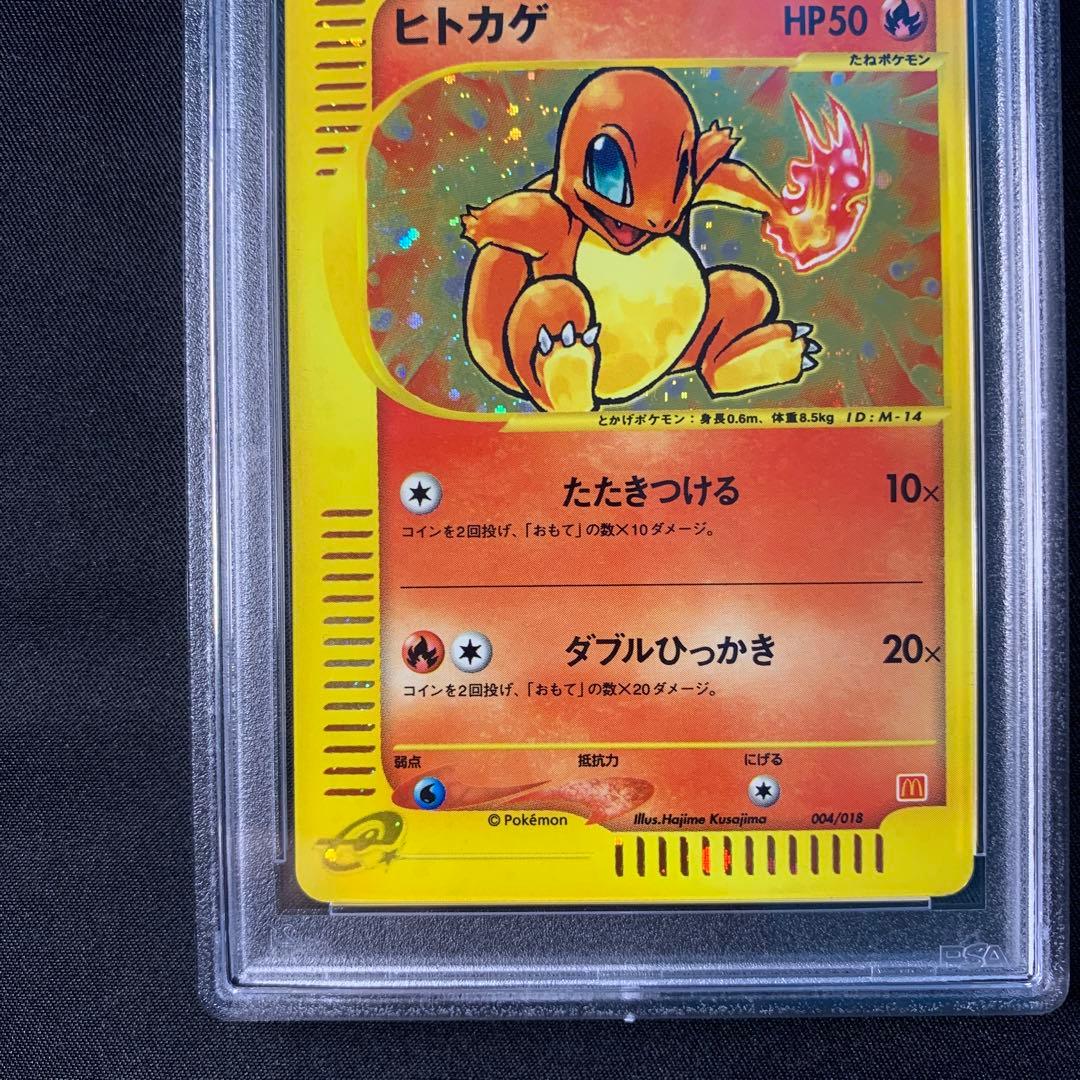 ヒトカゲ HP50
たねポケモン
とかげポケモン：身長0.6m、体重8.5kg ID:M-14
たたきつける 10×
コインを2回投げ、「おもて」の数×10ダメージ。
ダブルひっかき 20×
コインを2回投げ、「おもて」の数×20ダメージ。
弱点 抵抗力 にげる
©Pokémon Illus.Hajime Kusajima 004/018
PSA